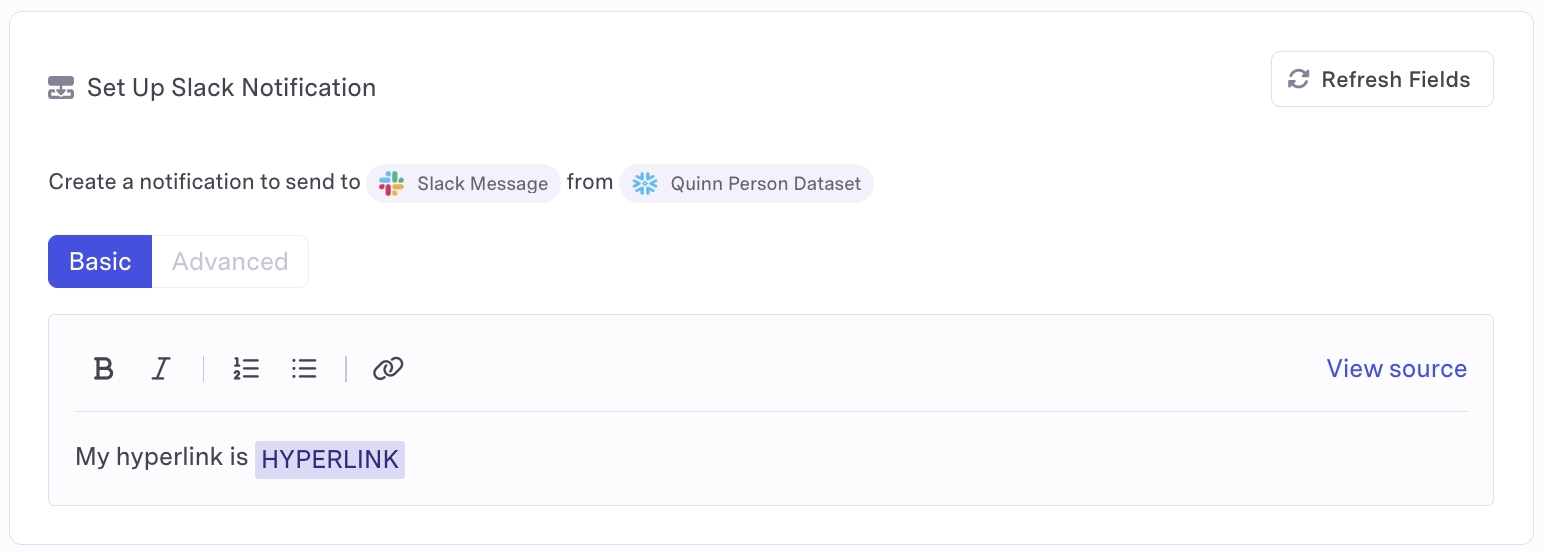 Set Up Slack Notification
Refresh Fields
Create a notification to send to Slack Message from Quinn Person Dataset
Basic Advanced
View source
My hyperlink is HYPERLINK